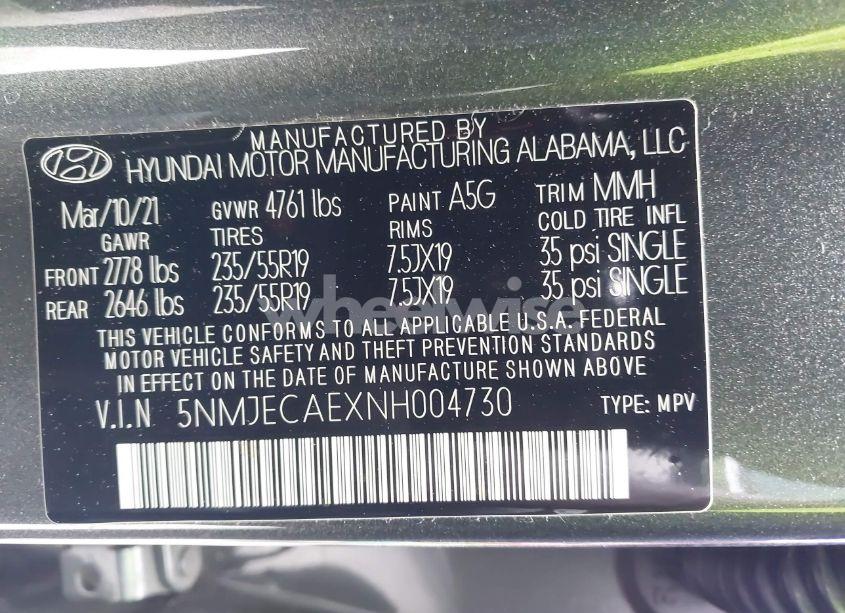 MANUFACTURED BY
HYUNDAI MOTOR MANUFACTURING ALABAMA, LLC
Mar/10/21 GVWR 4761 lbs PAINT A5G TRIM MMH
GAWR TIRES RIMS COLD TIRE INFL
FRONT 2778 lbs 235/55R19 7.5JX19 35 psi SINGLE
REAR 2646 lbs 235/55R19 7.5JX19 35 psi SINGLE
wheelwise
THIS VEHICLE CONFORMS TO ALL APPLICABLE U.S.A. FEDERAL
MOTOR VEHICLE SAFETY AND THEFT PREVENTION STANDARDS
IN EFFECT ON THE DATE OF MANUFACTURE SHOWN ABOVE.
V.I.N 5NMJECAEXNH004730 TYPE: MPV